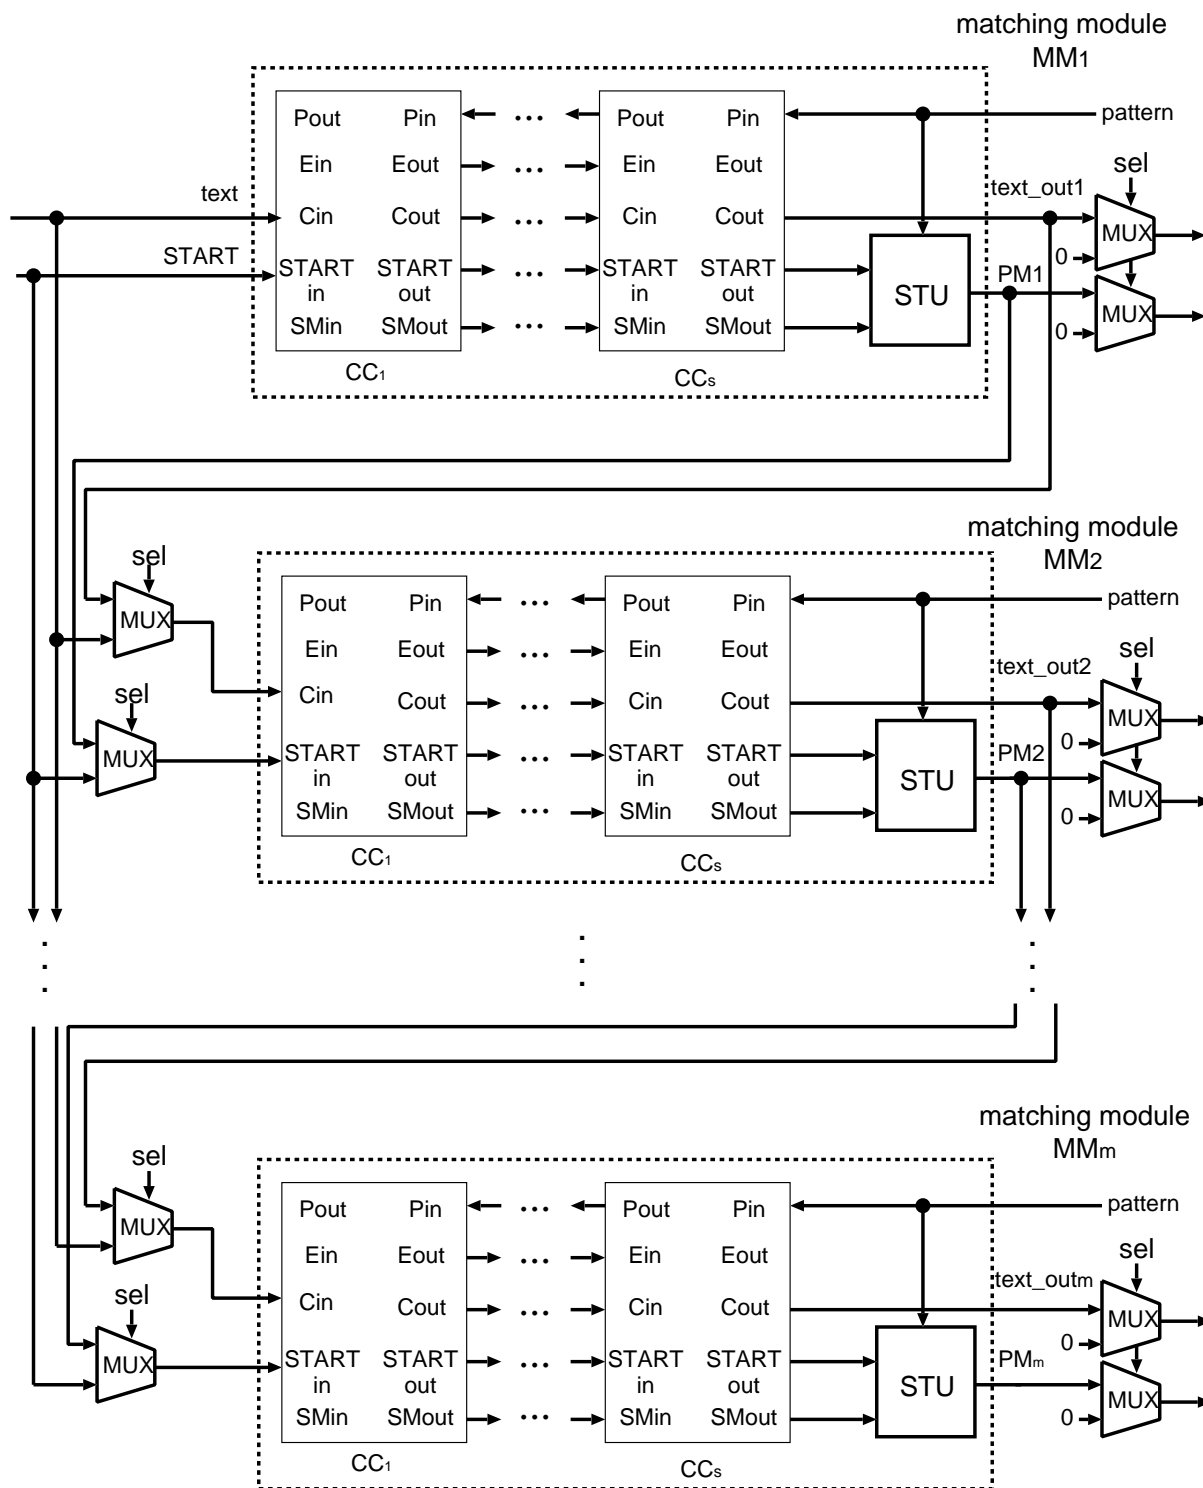 matching module
MM1
Pout Pin ... Pout Pin pattern
Ein Eout ... Ein Eout sel
text Cin Cout ... Cin Cout text_out1 MUX
START START START ... START START 0
in out in out STU PM1 MUX
SMin SMout ... SMin SMout 0
CC1 CCs
matching module
MM2
sel
Pout Pin ... Pout Pin pattern
MUX Ein Eout ... Ein Eout sel
sel Cin Cout ... Cin Cout text_out2 MUX
MUX START START ... START START 0
in out in out STU PM2 MUX
SMin SMout ... SMin SMout 0
CC1 CCs
matching module
MMm
sel
Pout Pin ... Pout Pin pattern
MUX Ein Eout ... Ein Eout sel
sel Cin Cout ... Cin Cout text_outm MUX
MUX START START ... START START 0
in out in out STU PMm MUX
SMin SMout ... SMin SMout 0
CC1 CCs